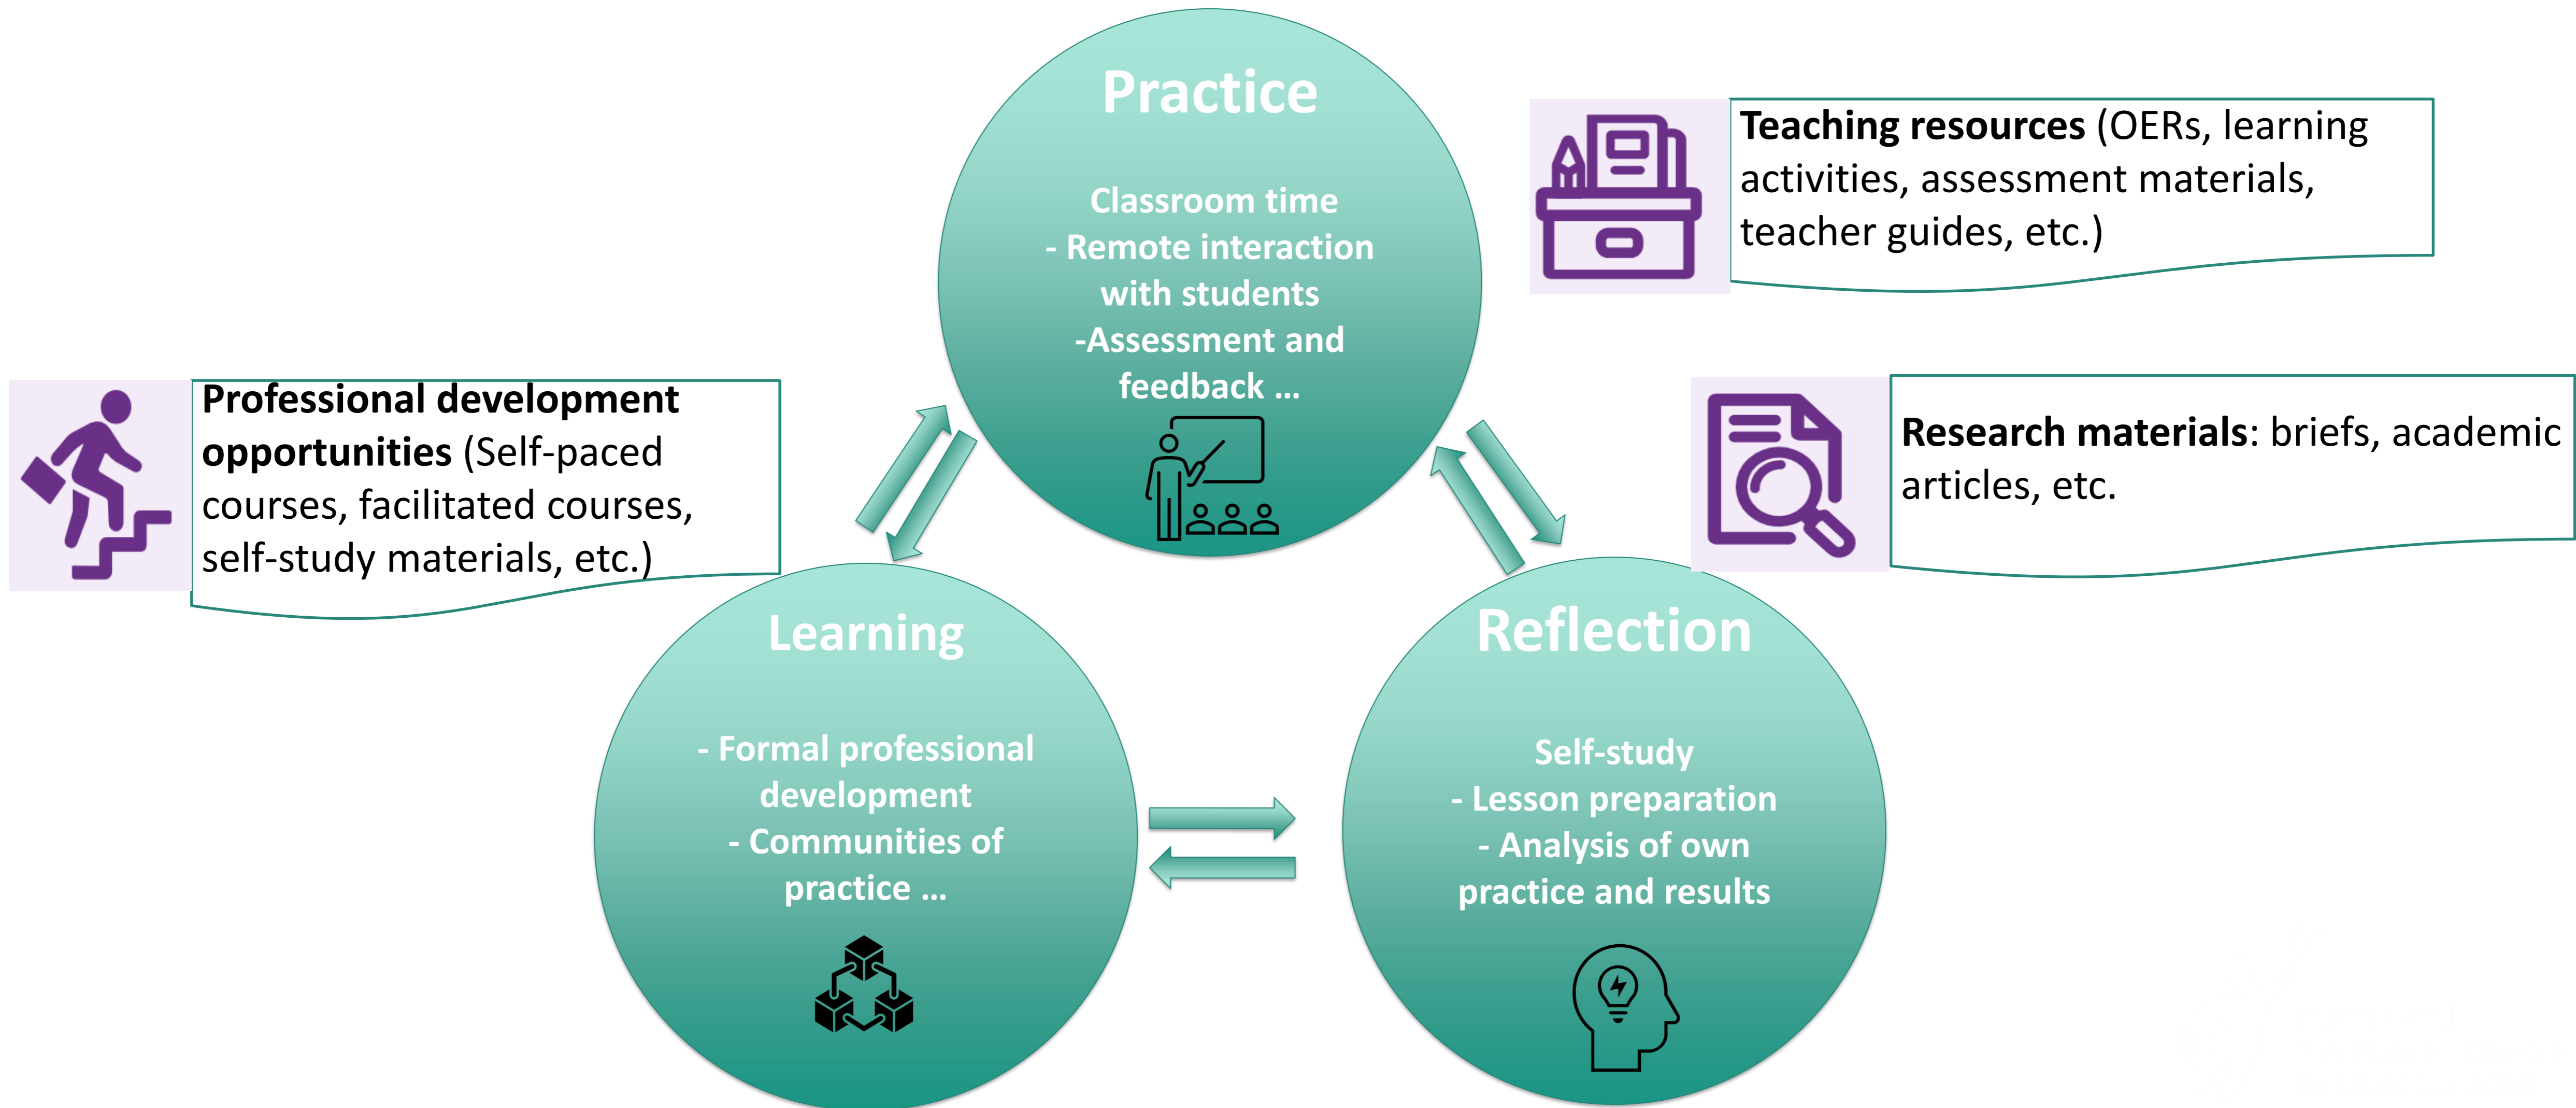 Practice
Classroom time
- Remote interaction
with students
-Assessment and
feedback ...
Teaching resources (OERs, learning
activities, assessment materials,
teacher guides, etc.)
Professional development
opportunities (Self-paced
courses, facilitated courses,
self-study materials, etc.)
Research materials: briefs, academic
articles, etc.
Learning
- Formal professional
development
- Communities of
practice ...
Reflection
Self-study
- Lesson preparation
- Analysis of own
practice and results